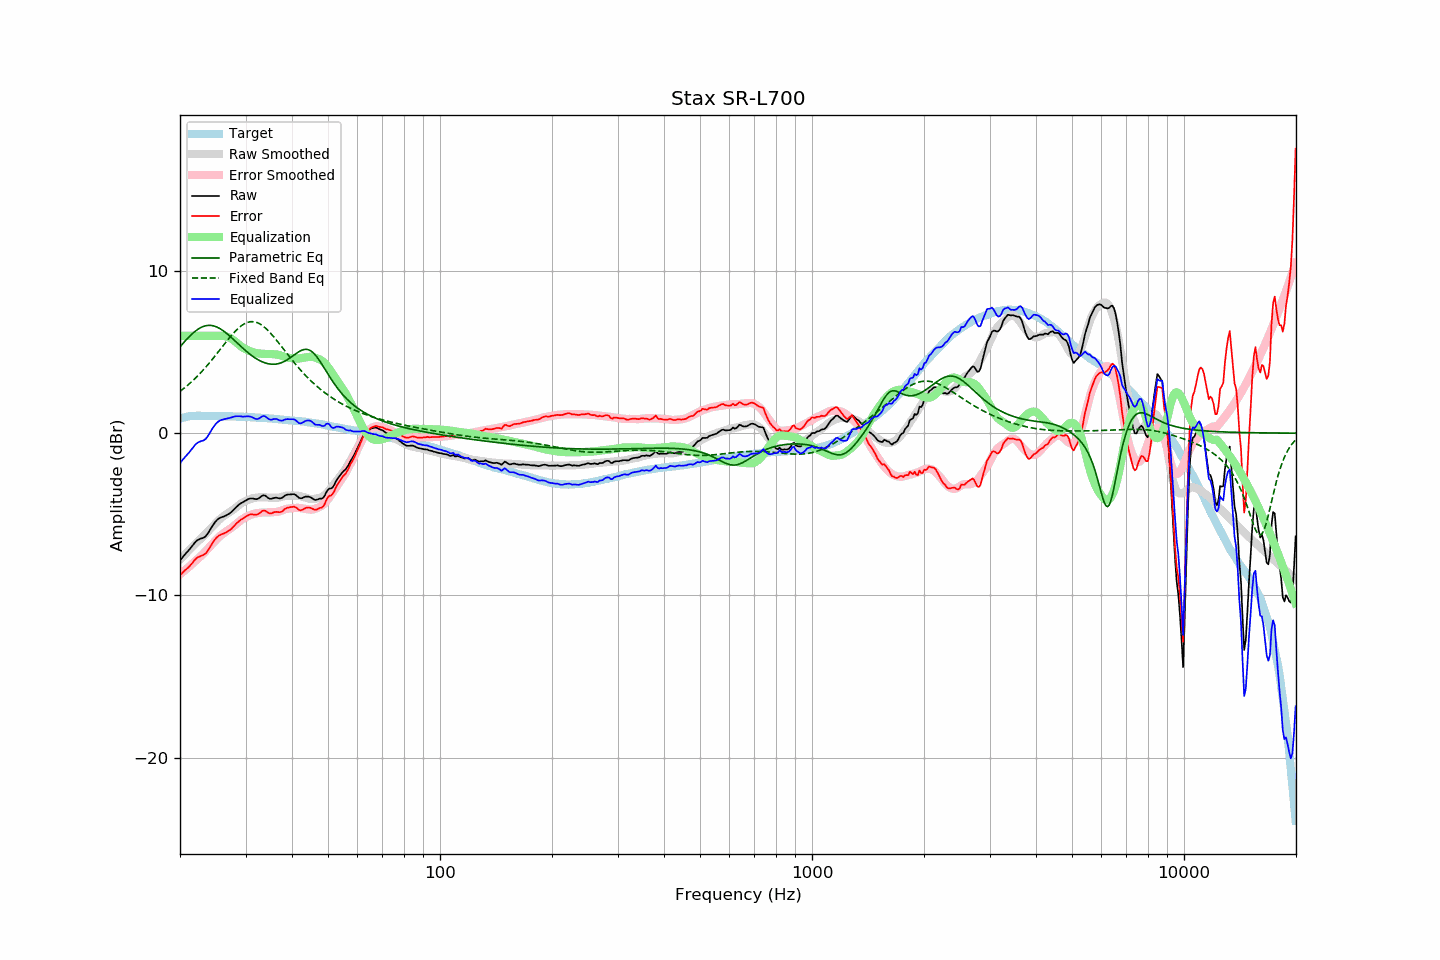 Stax SR-L700
Target
Raw Smoothed
Error Smoothed
Raw
Error
Equalization
Parametric Eq
Fixed Band Eq
Equalized
10
0
−10
−20
Amplitude (dBr)
100
1000
10000
Frequency (Hz)